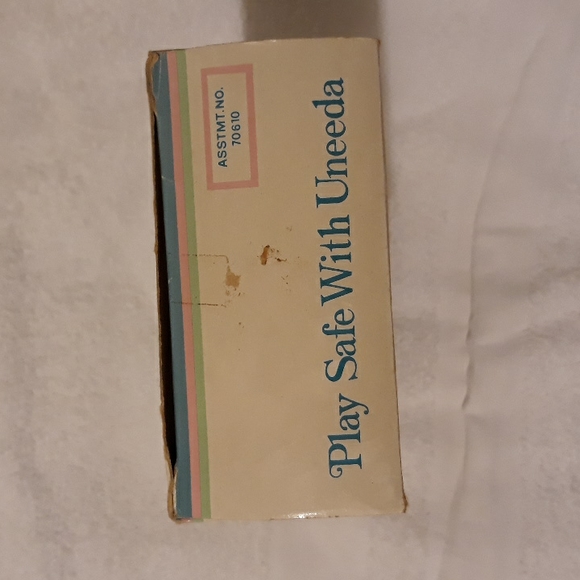 ASSTMT.NO.
70610
Play Safe With Uneeda